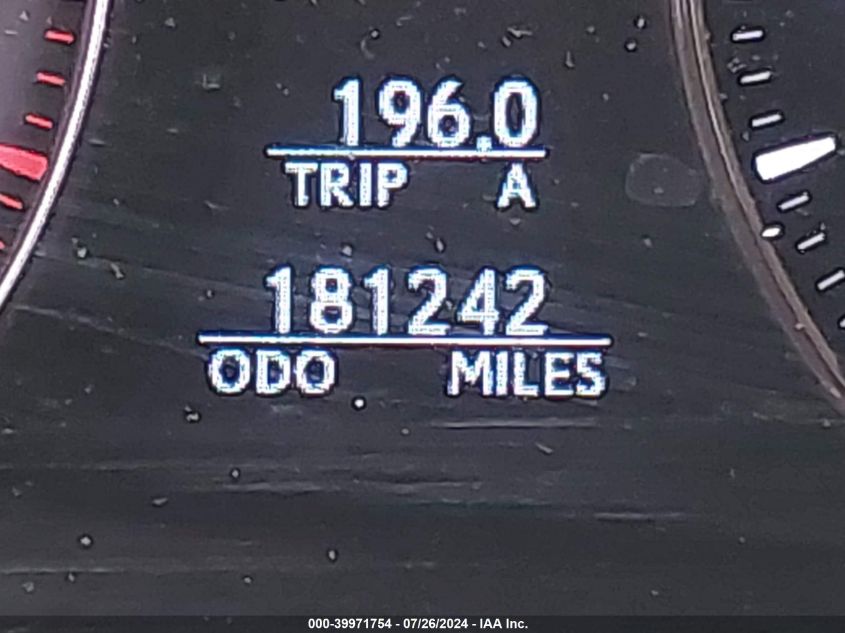 196.0
TRIP A
181242
ODO MILES
000-39971754 - 07/26/2024 - IAA Inc.